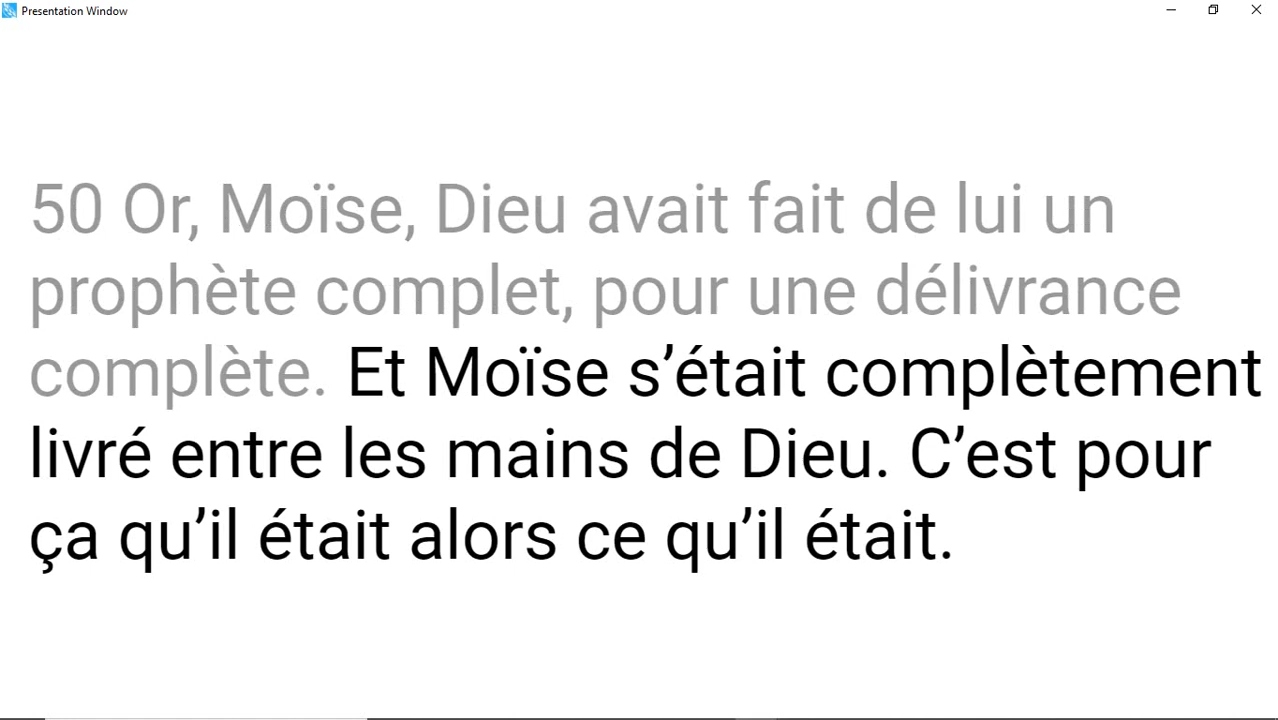 Presentation Window
50 Or, Moïse, Dieu avait fait de lui un
prophète complet, pour une délivrance
complète. Et Moïse s’était complètement
livré entre les mains de Dieu. C’est pour
ça qu’il était alors ce qu’il était.